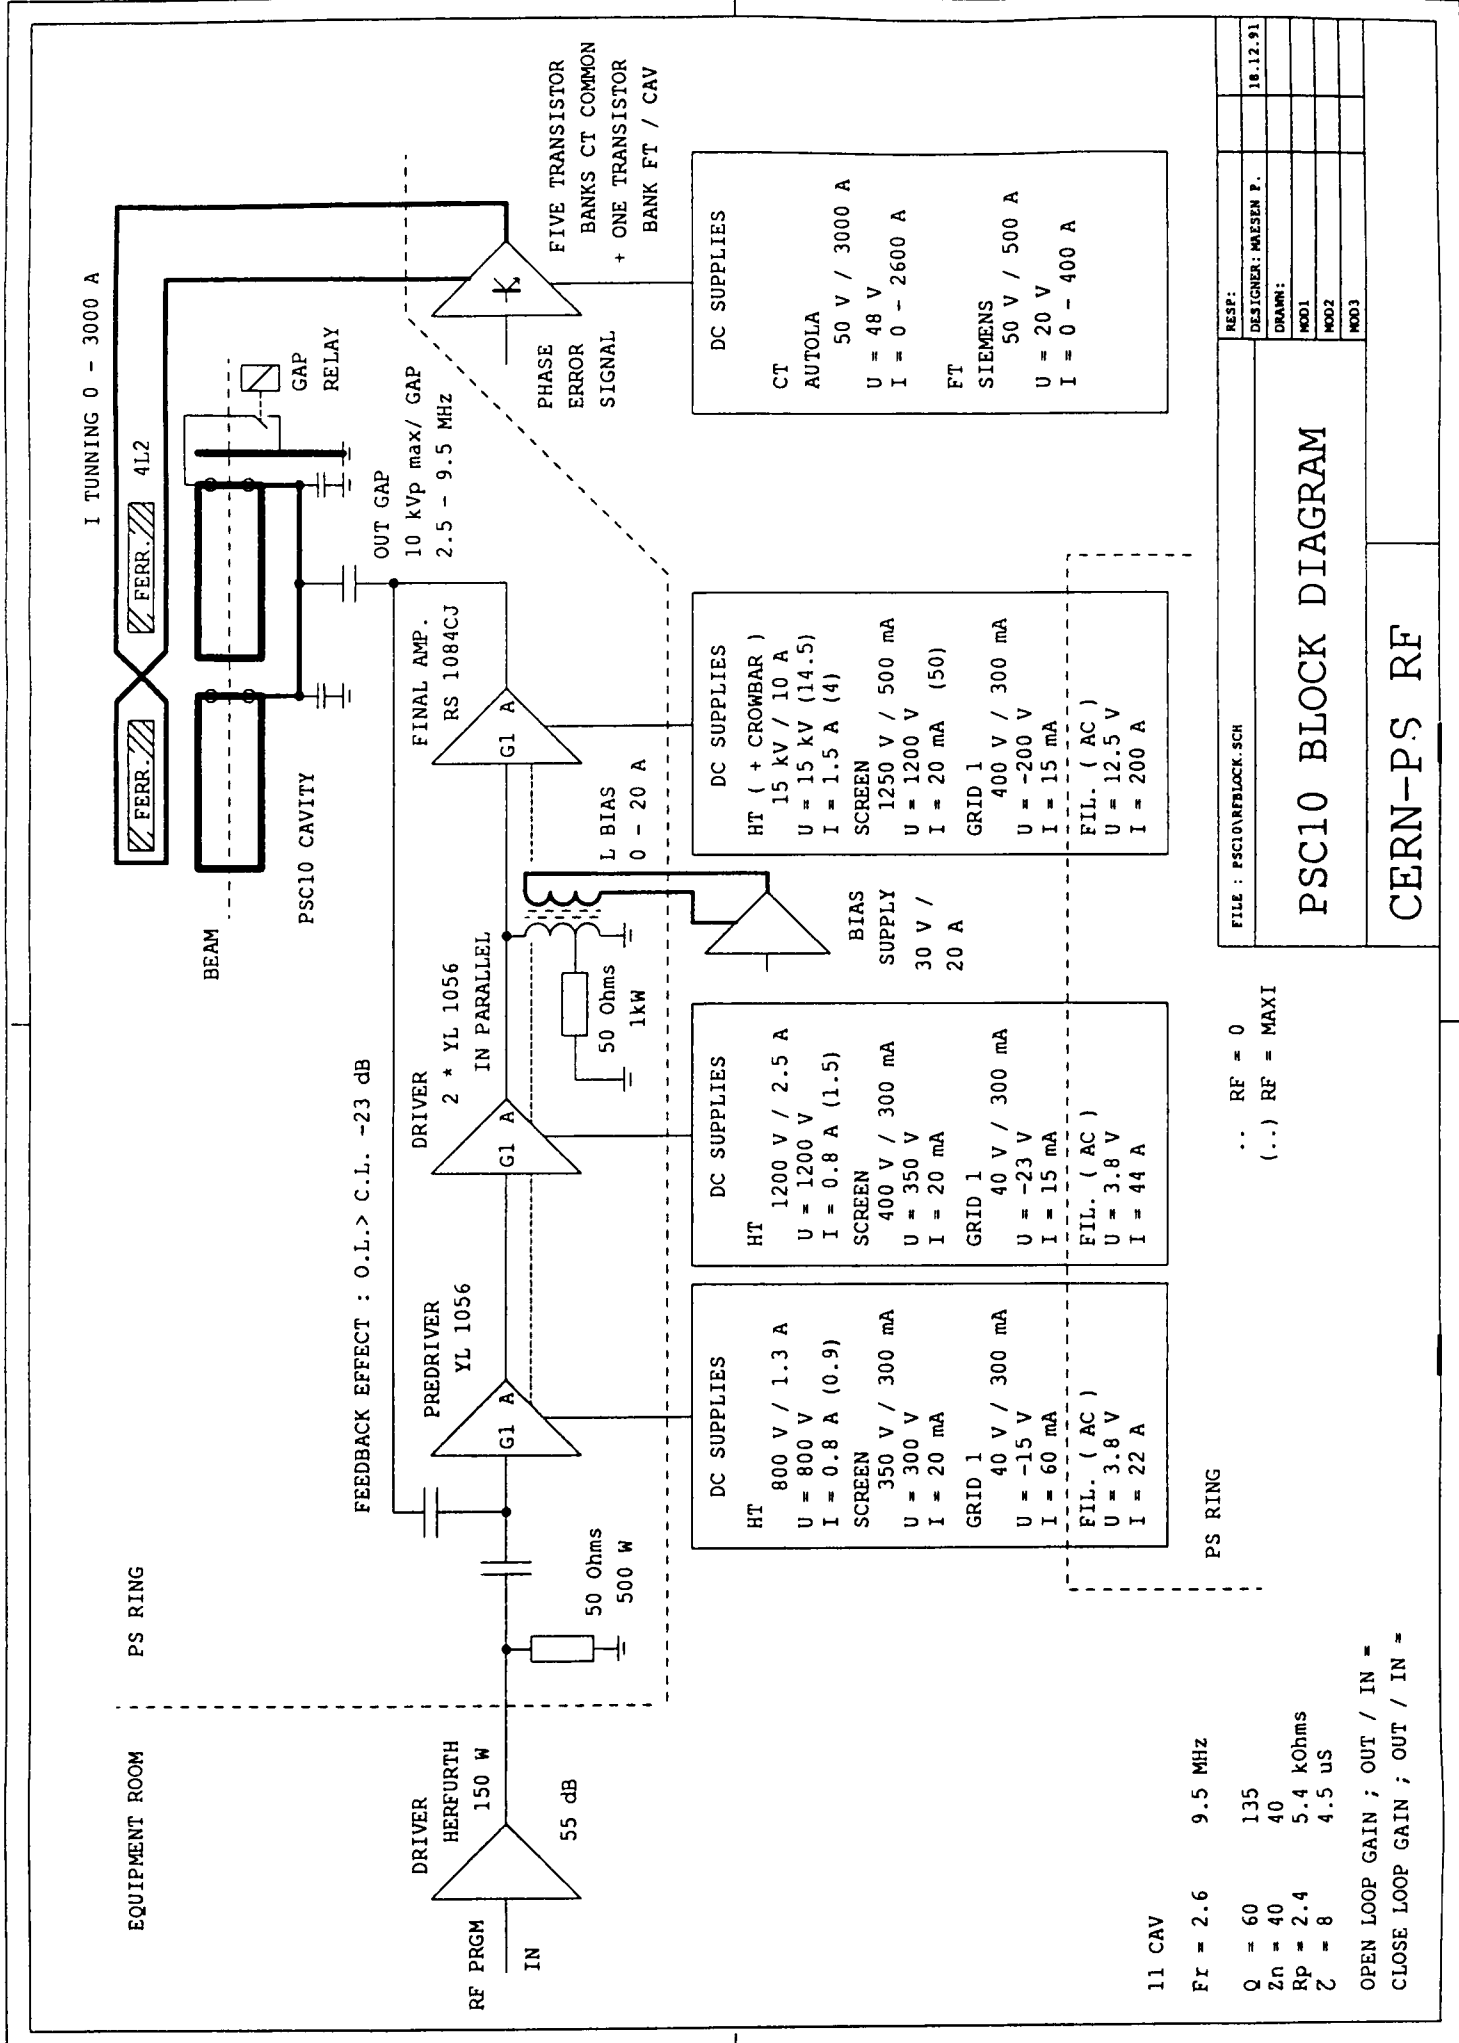 EQUIPMENT ROOM
PS RING
RF PRGM
IN
DRIVER
HERFURTH
150 W
55 dB
50 Ohms
500 W
FEEDBACK EFFECT : O.L.> C.L. -23 dB
PREDRIVER
YL 1056
G1 A
DRIVER
2 * YL 1056
IN PARALLEL
G1 A
50 Ohms
1kW
L BIAS
0 - 20 A
BIAS
SUPPLY
30 V /
20 A
FINAL AMP.
RS 1084CJ
G1 A
BEAM
PSC10 CAVITY
FERR.
FERR.
4L2
I TUNNING 0 - 3000 A
GAP
RELAY
OUT GAP
10 kVp max/ GAP
2.5 - 9.5 MHz
PHASE
ERROR
SIGNAL
K
FIVE TRANSISTOR
BANKS CT COMMON
+ ONE TRANSISTOR
BANK FT / CAV
DC SUPPLIES
HT
800 V / 1.3 A
U = 800 V
I = 0.8 A (0.9)
SCREEN
350 V / 300 mA
U = 300 V
I = 20 mA
GRID 1
40 V / 300 mA
U = -15 V
I = 60 mA
FIL. ( AC )
U = 3.8 V
I = 22 A
DC SUPPLIES
HT
1200 V / 2.5 A
U = 1200 V
I = 0.8 A (1.5)
SCREEN
400 V / 300 mA
U = 350 V
I = 20 mA
GRID 1
40 V / 300 mA
U = -23 V
I = 15 mA
FIL. ( AC )
U = 3.8 V
I = 44 A
DC SUPPLIES
HT ( + CROWBAR )
15 kV / 10 A
U = 15 kV (14.5)
I = 1.5 A (4)
SCREEN
1250 V / 500 mA
U = 1200 V
I = 20 mA (50)
GRID 1
400 V / 300 mA
U = -200 V
I = 15 mA
FIL. ( AC )
U = 12.5 V
I = 200 A
DC SUPPLIES
CT
AUTOLA
50 V / 3000 A
U = 48 V
I = 0 - 2600 A
FT
SIEMENS
50 V / 500 A
U = 20 V
I = 0 - 400 A
PS RING
11 CAV
Fr = 2.6 9.5 MHz
Q = 60 135
Zn = 40 40
Rp = 2.4 5.4 kOhms
Z = 8 4.5 uS
OPEN LOOP GAIN ; OUT / IN =
CLOSE LOOP GAIN ; OUT / IN =
.. RF = 0
(..) RF = MAXI
FILE : PSC10\RFBLOCK.SCH
PSC10 BLOCK DIAGRAM
CERN-PS RF
RESP:
DESIGNER: MAESEN P. 18.12.91
DRAWN:
MOD1
MOD2
MOD3